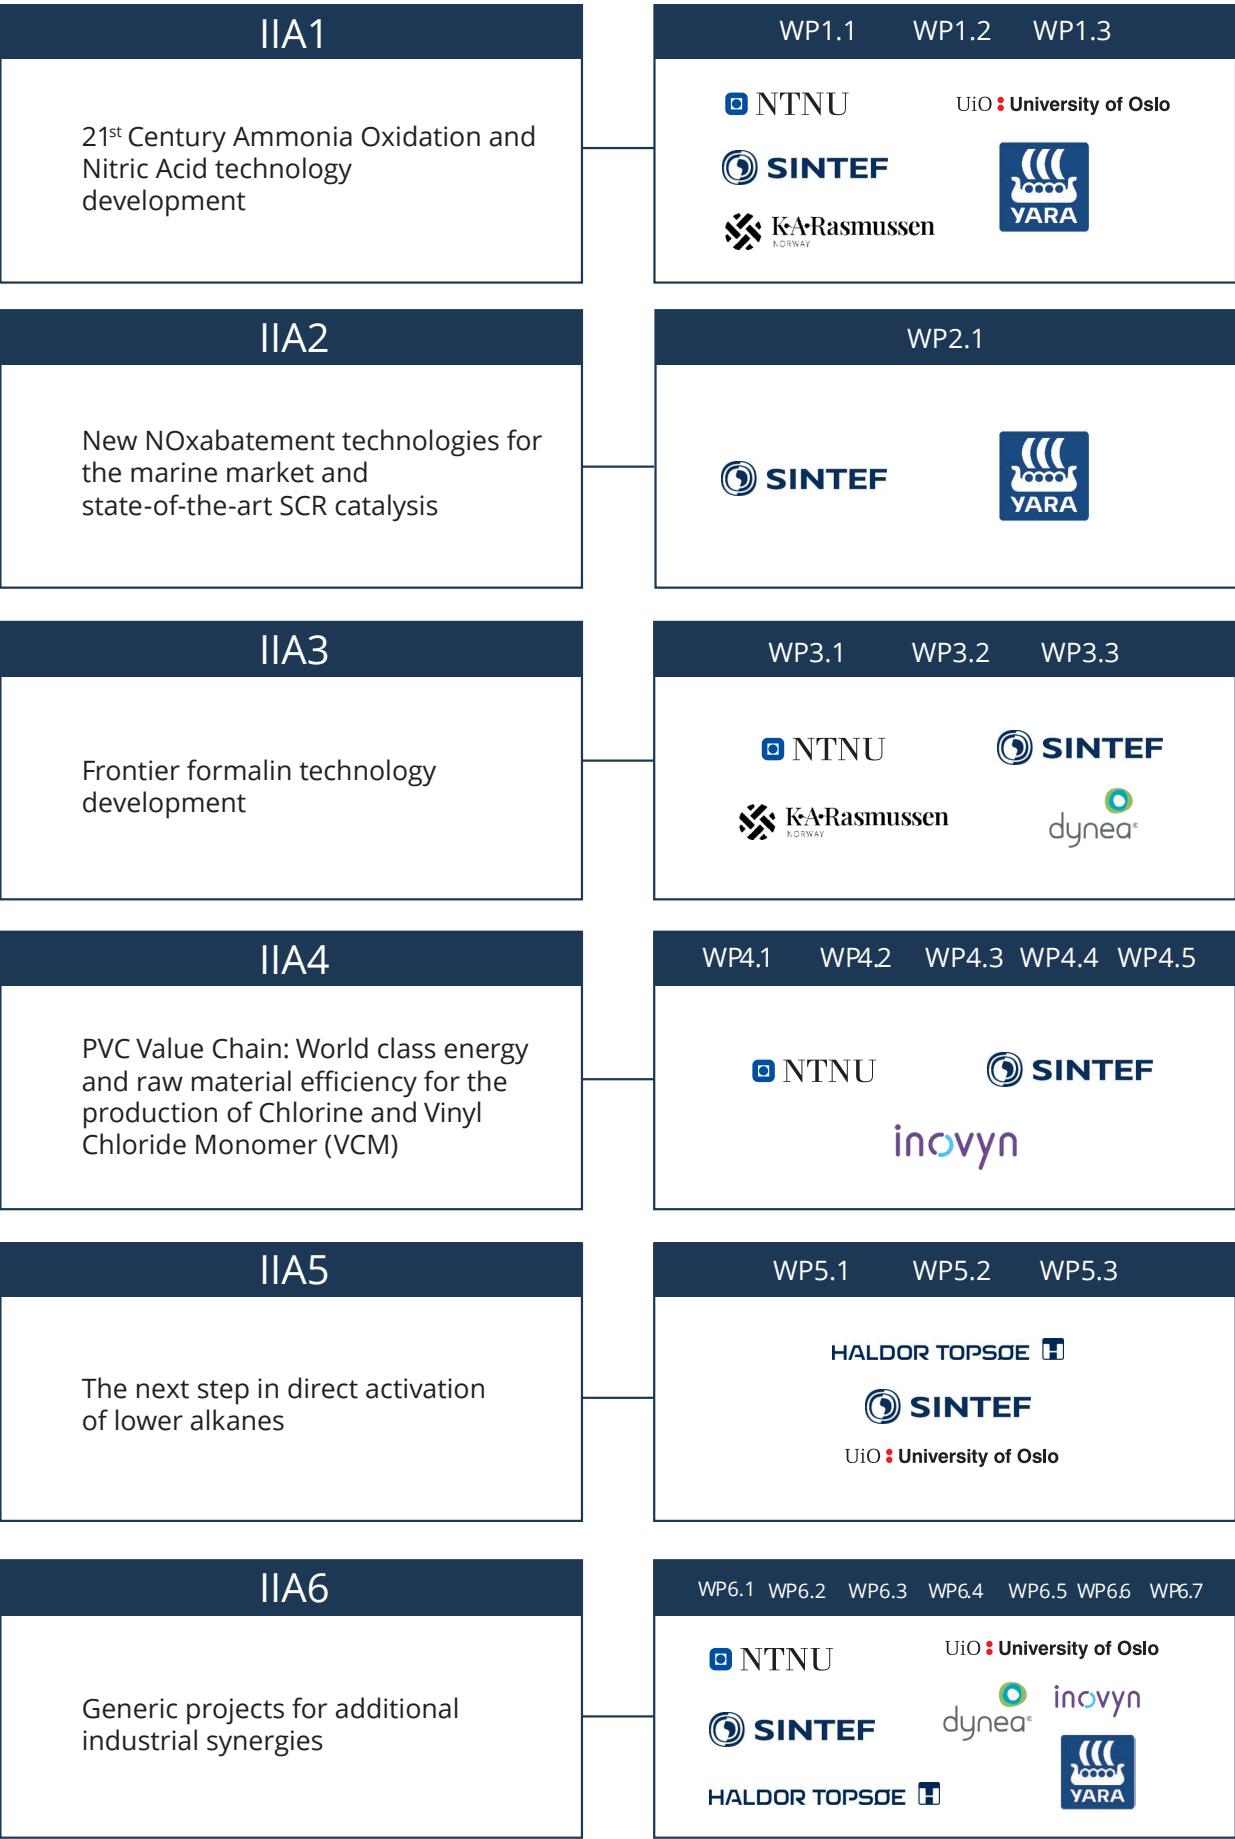 IIA1
WP1.1 WP1.2 WP1.3
21st Century Ammonia Oxidation and
Nitric Acid technology
development
NTNU
UiO : University of Oslo
SINTEF
YARA
K·A·Rasmussen
NORWAY
IIA2
WP2.1
New NOxabatement technologies for
the marine market and
state-of-the-art SCR catalysis
SINTEF
YARA
IIA3
WP3.1 WP3.2 WP3.3
Frontier formalin technology
development
NTNU
SINTEF
K·A·Rasmussen
NORWAY
dynea®
IIA4
WP4.1 WP4.2 WP4.3 WP4.4 WP4.5
PVC Value Chain: World class energy
and raw material efficiency for the
production of Chlorine and Vinyl
Chloride Monomer (VCM)
NTNU
SINTEF
inovyn
IIA5
WP5.1 WP5.2 WP5.3
The next step in direct activation
of lower alkanes
HALDOR TOPSØE
SINTEF
UiO : University of Oslo
IIA6
WP6.1 WP6.2 WP6.3 WP6.4 WP6.5 WP6.6 WP6.7
Generic projects for additional
industrial synergies
NTNU
UiO : University of Oslo
SINTEF
dynea®
inovyn
HALDOR TOPSØE
YARA